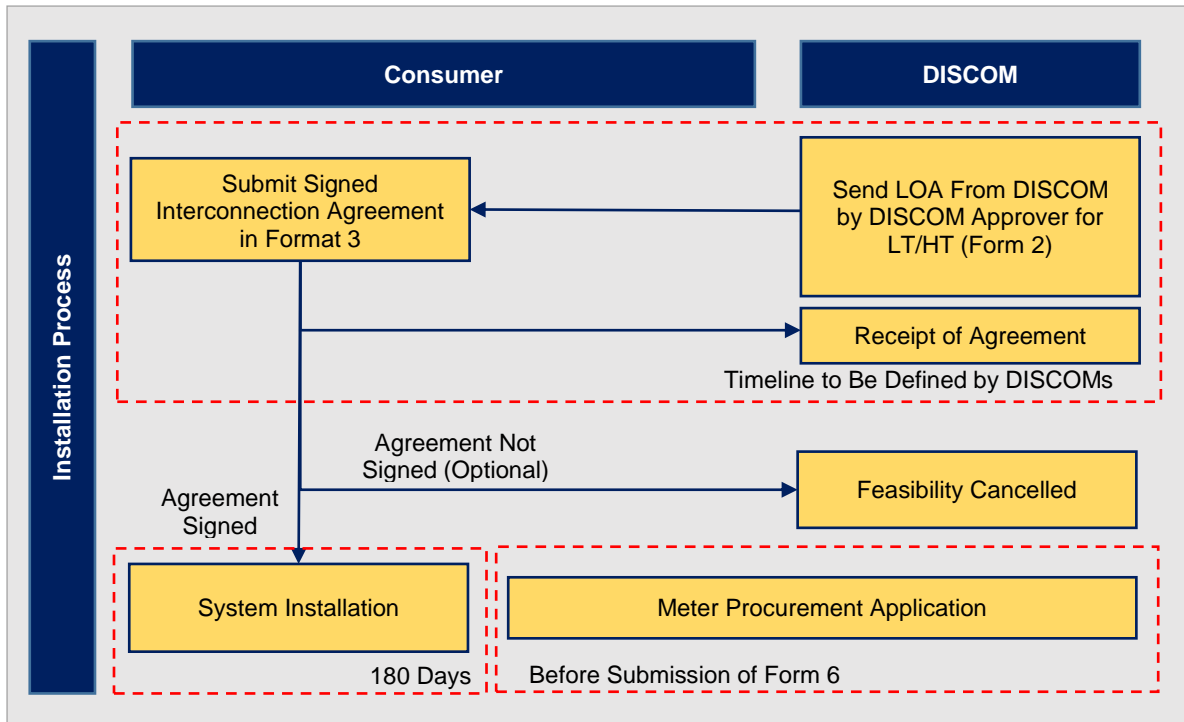 Installation Process
Consumer
DISCOM
Submit Signed
Interconnection Agreement
in Format 3
Send LOA From DISCOM
by DISCOM Approver for
LT/HT (Form 2)
Receipt of Agreement
Timeline to Be Defined by DISCOMs
Agreement Not
Signed (Optional)
Feasibility Cancelled
Agreement
Signed
System Installation
Meter Procurement Application
180 Days
Before Submission of Form 6